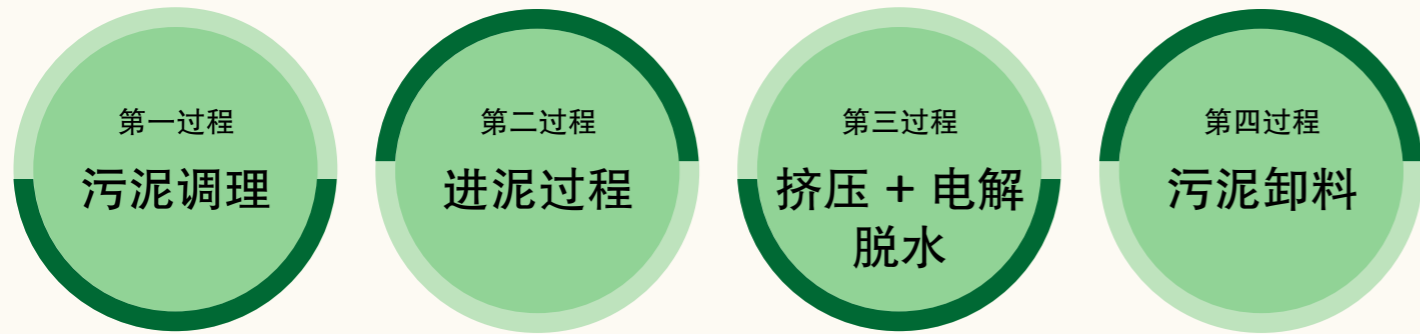 第一过程
污泥调理
第二过程
进泥过程
第三过程
挤压 + 电解
脱水
第四过程
污泥卸料